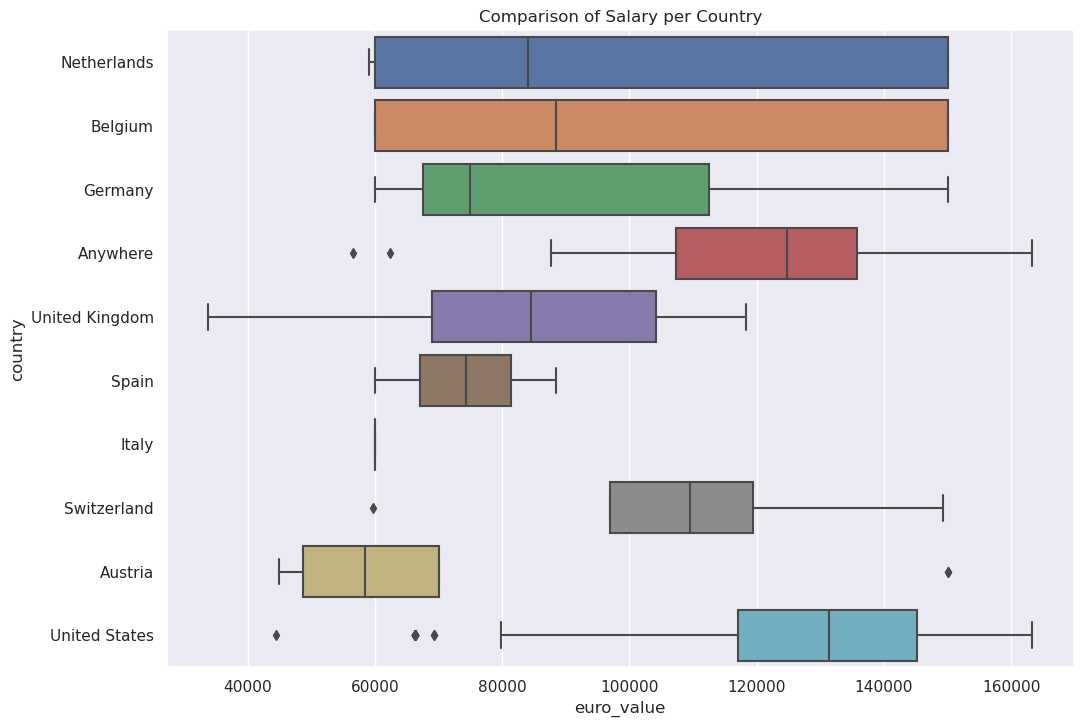 Comparison of Salary per Country
country
Netherlands
Belgium
Germany
Anywhere
United Kingdom
Spain
Italy
Switzerland
Austria
United States
40000 60000 80000 100000 120000 140000 160000
euro_value